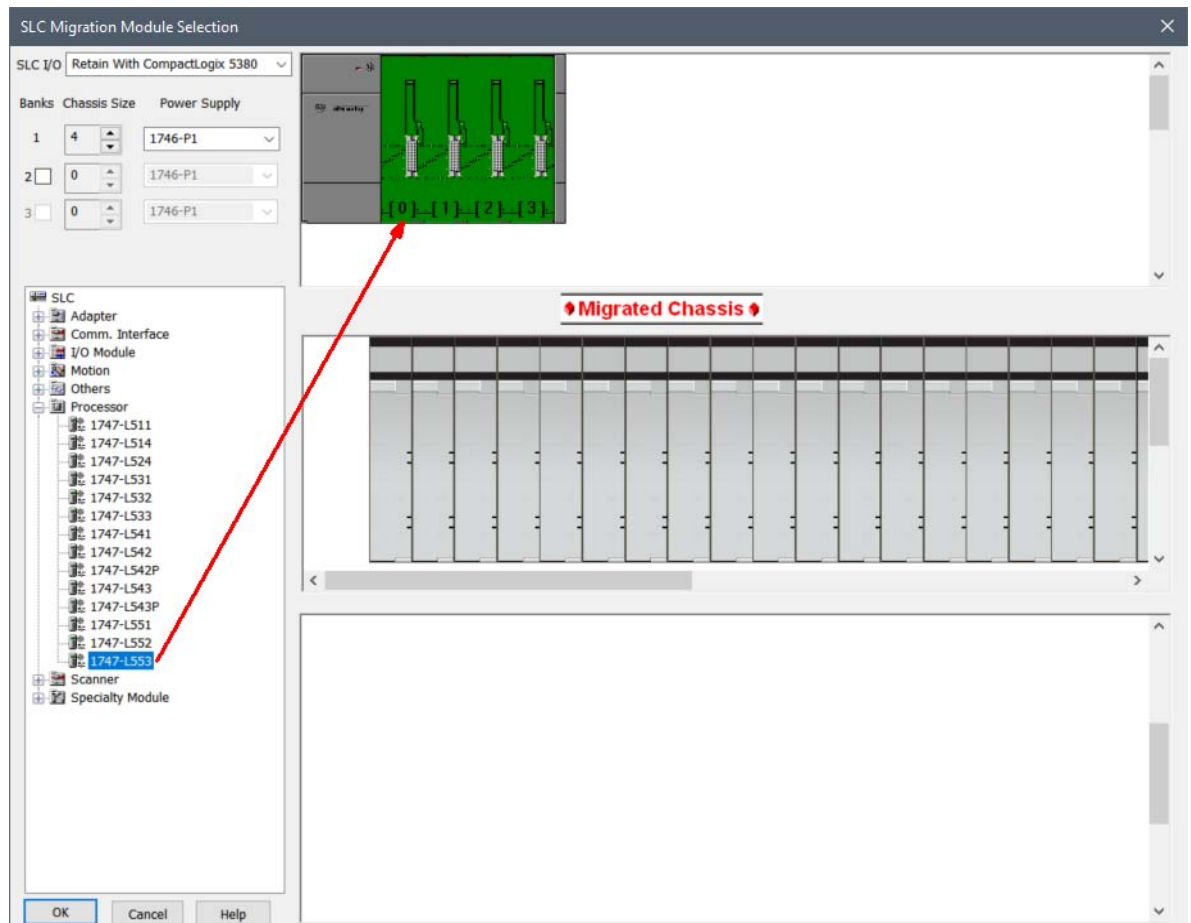 SLC Migration Module Selection
SLC I/O Retain With CompactLogix 5380
Banks Chassis Size Power Supply
1 4 1746-P1
2 0 1746-P1
3 0 1746-P1
[0] [1] [2] [3]
Migrated Chassis
SLC
Adapter
Comm. Interface
I/O Module
Motion
Others
Processor
1747-L511
1747-L514
1747-L524
1747-L531
1747-L532
1747-L533
1747-L541
1747-L542
1747-L542P
1747-L543
1747-L543P
1747-L551
1747-L552
1747-L553
Scanner
Specialty Module
OK Cancel Help